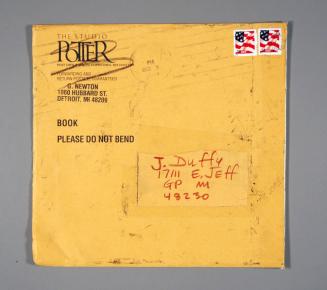 THE STUDIO
POTTER
FORWARDING AND
RETURN POSTAGE GUARANTEED
G. NEWTON
1060 HUBBARD ST.
DETROIT, MI 48209
BOOK
PLEASE DO NOT BEND
J. Duffy
17111 E. Jeff
GP MI
48230